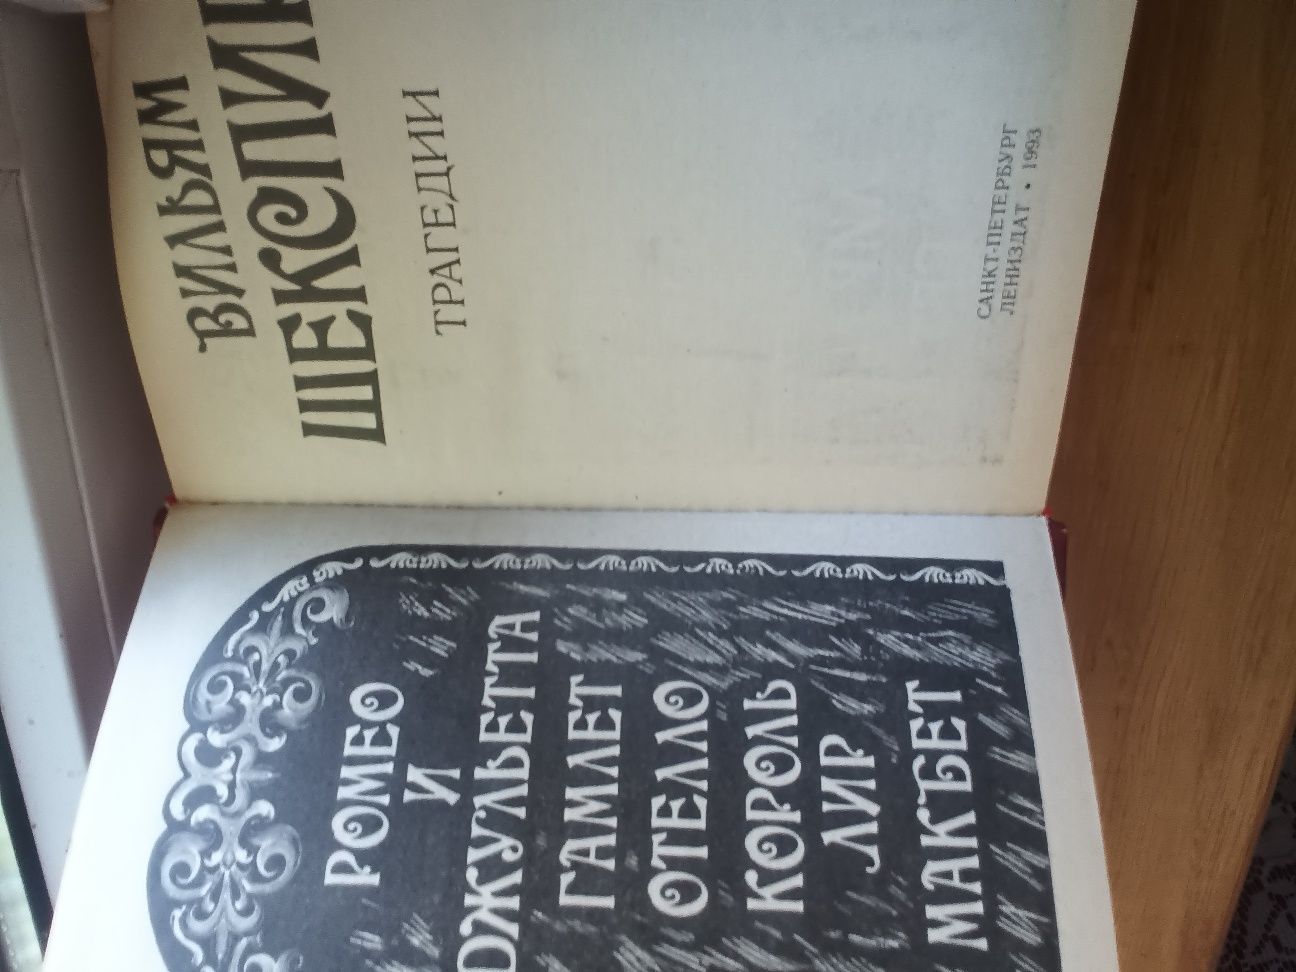 РОМЕО
И
ДЖУЛЬЕТТА
ГАМЛЕТ
ОТЕЛЛО
КОРОЛЬ
ЛИР
МАКБЕТ
ВИЛЬЯМ
ШЕКСПИР
ТРАГЕДИИ
САНКТ-ПЕТЕРБУРГ
ЛЕНИЗДАТ • 1993